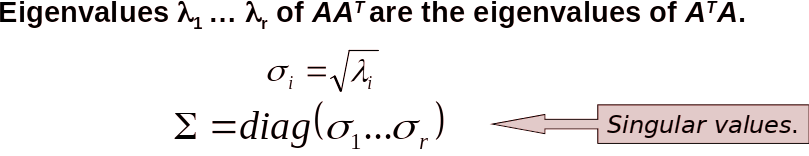 Eigenvalues λ₁ … λᵣ of AAᵀ are the eigenvalues of AᵀA.
σᵢ = √λᵢ
Σ = diag(σ₁...σᵣ)
Singular values.